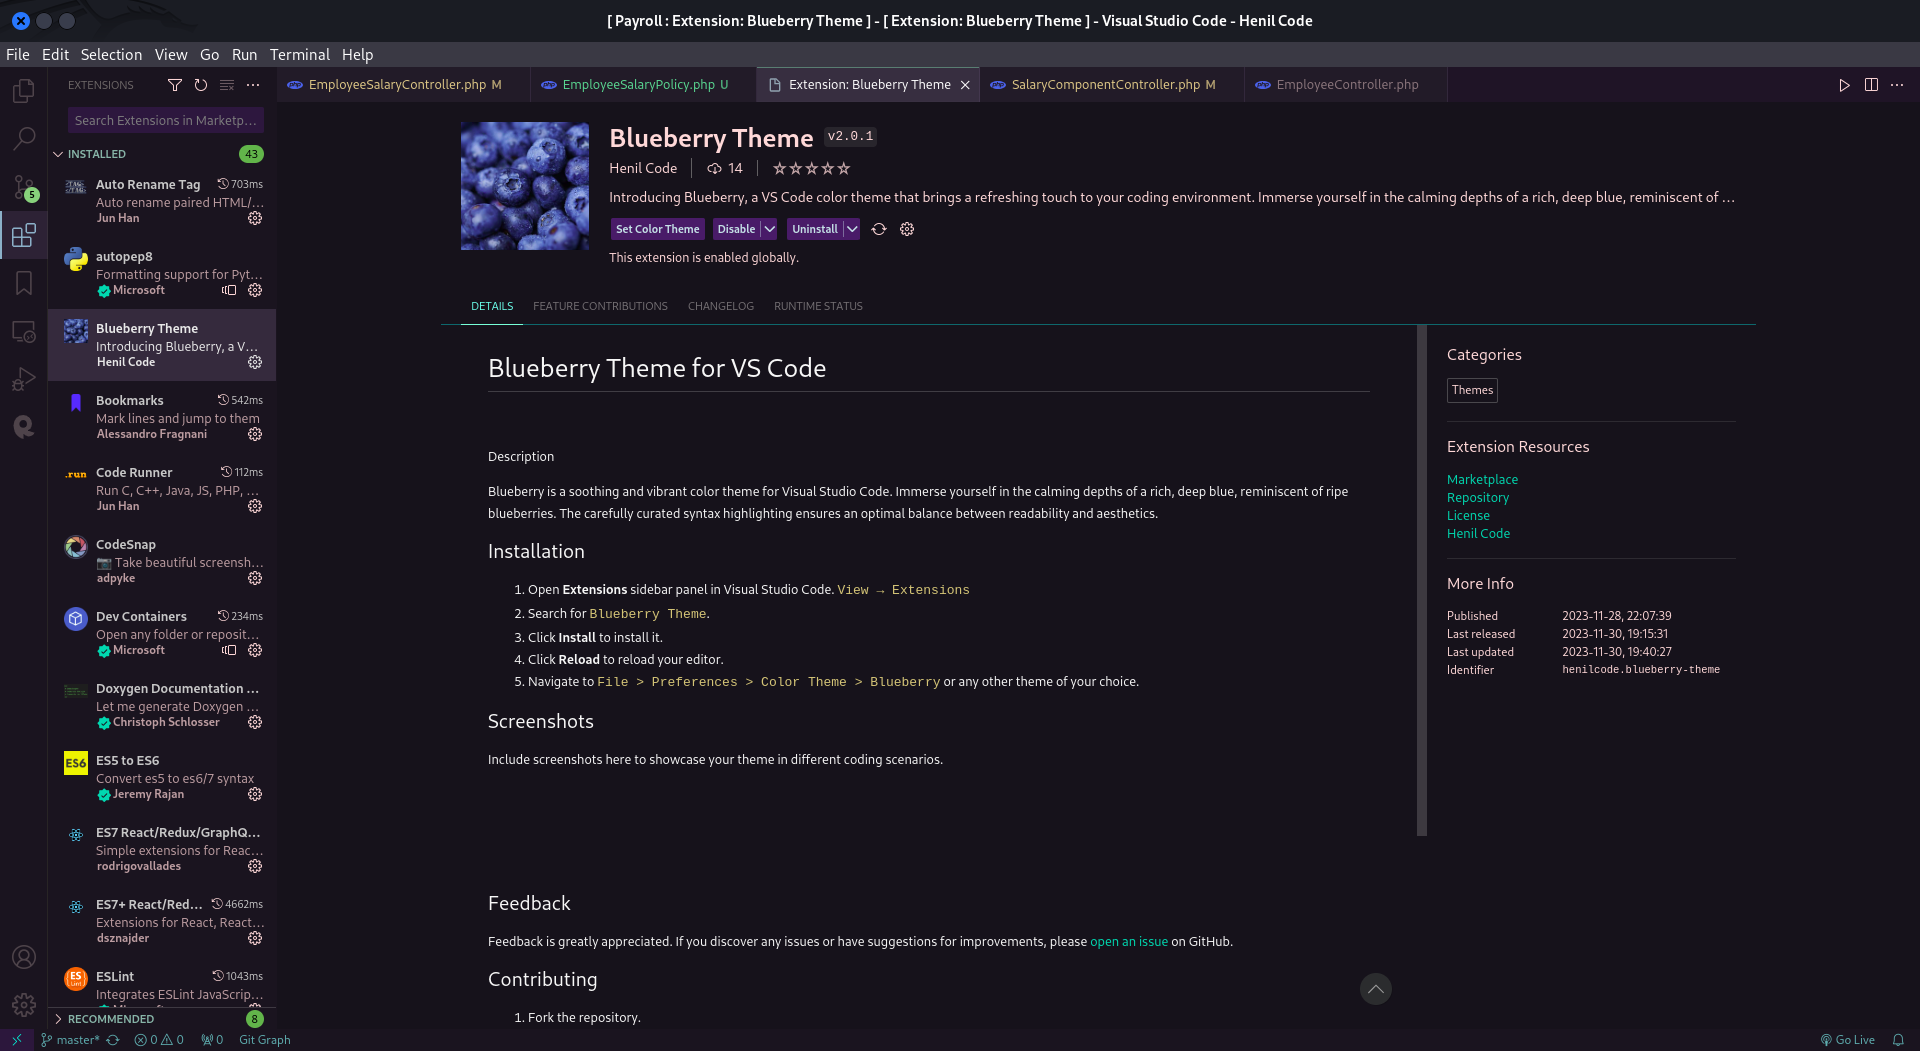 [ Payroll : Extension: Blueberry Theme ] - [ Extension: Blueberry Theme ] - Visual Studio Code - Henil Code
File Edit Selection View Go Run Terminal Help
EXTENSIONS
EmployeeSalaryController.php M
EmployeeSalaryPolicy.php U
Extension: Blueberry Theme
SalaryComponentController.php M
EmployeeController.php
Search Extensions in Marketp...
INSTALLED 43
Auto Rename Tag 703ms
Auto rename paired HTML/...
Jun Han
5
autopep8
Formatting support for Pyt...
Microsoft
Blueberry Theme
Introducing Blueberry, a V...
Henil Code
Bookmarks 542ms
Mark lines and jump to them
Alessandro Fragnani
.run
Code Runner 112ms
Run C, C++, Java, JS, PHP, ...
Jun Han
CodeSnap
Take beautiful screensh...
adpyke
Dev Containers 234ms
Open any folder or reposit...
Microsoft
Doxygen Documentation ...
Let me generate Doxygen ...
Christoph Schlosser
ES6
ES5 to ES6
Convert es5 to es6/7 syntax
Jeremy Rajan
ES7 React/Redux/GraphQ...
Simple extensions for Reac...
rodrigovallades
ES7+ React/Red... 4662ms
Extensions for React, React...
dsznajder
ES Lint
ESLint 1043ms
Integrates ESLint JavaScrip...
RECOMMENDED 8
Blueberry Theme v2.0.1
Henil Code 14
Introducing Blueberry, a VS Code color theme that brings a refreshing touch to your coding environment. Immerse yourself in the calming depths of a rich, deep blue, reminiscent of ...
Set Color Theme Disable Uninstall
This extension is enabled globally.
DETAILS FEATURE CONTRIBUTIONS CHANGELOG RUNTIME STATUS
Blueberry Theme for VS Code
Description
Blueberry is a soothing and vibrant color theme for Visual Studio Code. Immerse yourself in the calming depths of a rich, deep blue, reminiscent of ripe
blueberries. The carefully curated syntax highlighting ensures an optimal balance between readability and aesthetics.
Installation
1. Open Extensions sidebar panel in Visual Studio Code. View → Extensions
2. Search for Blueberry Theme.
3. Click Install to install it.
4. Click Reload to reload your editor.
5. Navigate to File > Preferences > Color Theme > Blueberry or any other theme of your choice.
Screenshots
Include screenshots here to showcase your theme in different coding scenarios.
Feedback
Feedback is greatly appreciated. If you discover any issues or have suggestions for improvements, please open an issue on GitHub.
Contributing
1. Fork the repository.
Categories
Themes
Extension Resources
Marketplace
Repository
License
Henil Code
More Info
Published 2023-11-28, 22:07:39
Last released 2023-11-30, 19:15:31
Last updated 2023-11-30, 19:40:27
Identifier henilcode.blueberry-theme
master* 0 0 0 Git Graph
Go Live